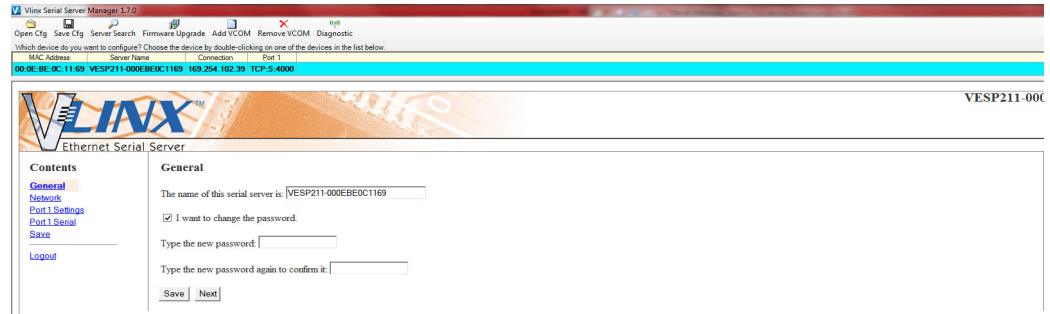 Vlinx Serial Server Manager 1.7.0
Open Cfg Save Cfg Server Search Firmware Upgrade Add VCOM Remove VCOM Diagnostic
Which device do you want to configure? Choose the device by double-clicking on one of the devices in the list below.
MAC Address Server Name Connection Port 1
00:0E:BE:0C:11:69 VESP211-000EBE0C1169 169.254.102.39 TCP:S:4000
VESP211-000
VLINX TM
Ethernet Serial Server
Contents
General
Network
Port 1 Settings
Port 1 Serial
Save
Logout
General
The name of this serial server is: VESP211-000EBE0C1169
I want to change the password.
Type the new password:
Type the new password again to confirm it:
Save Next